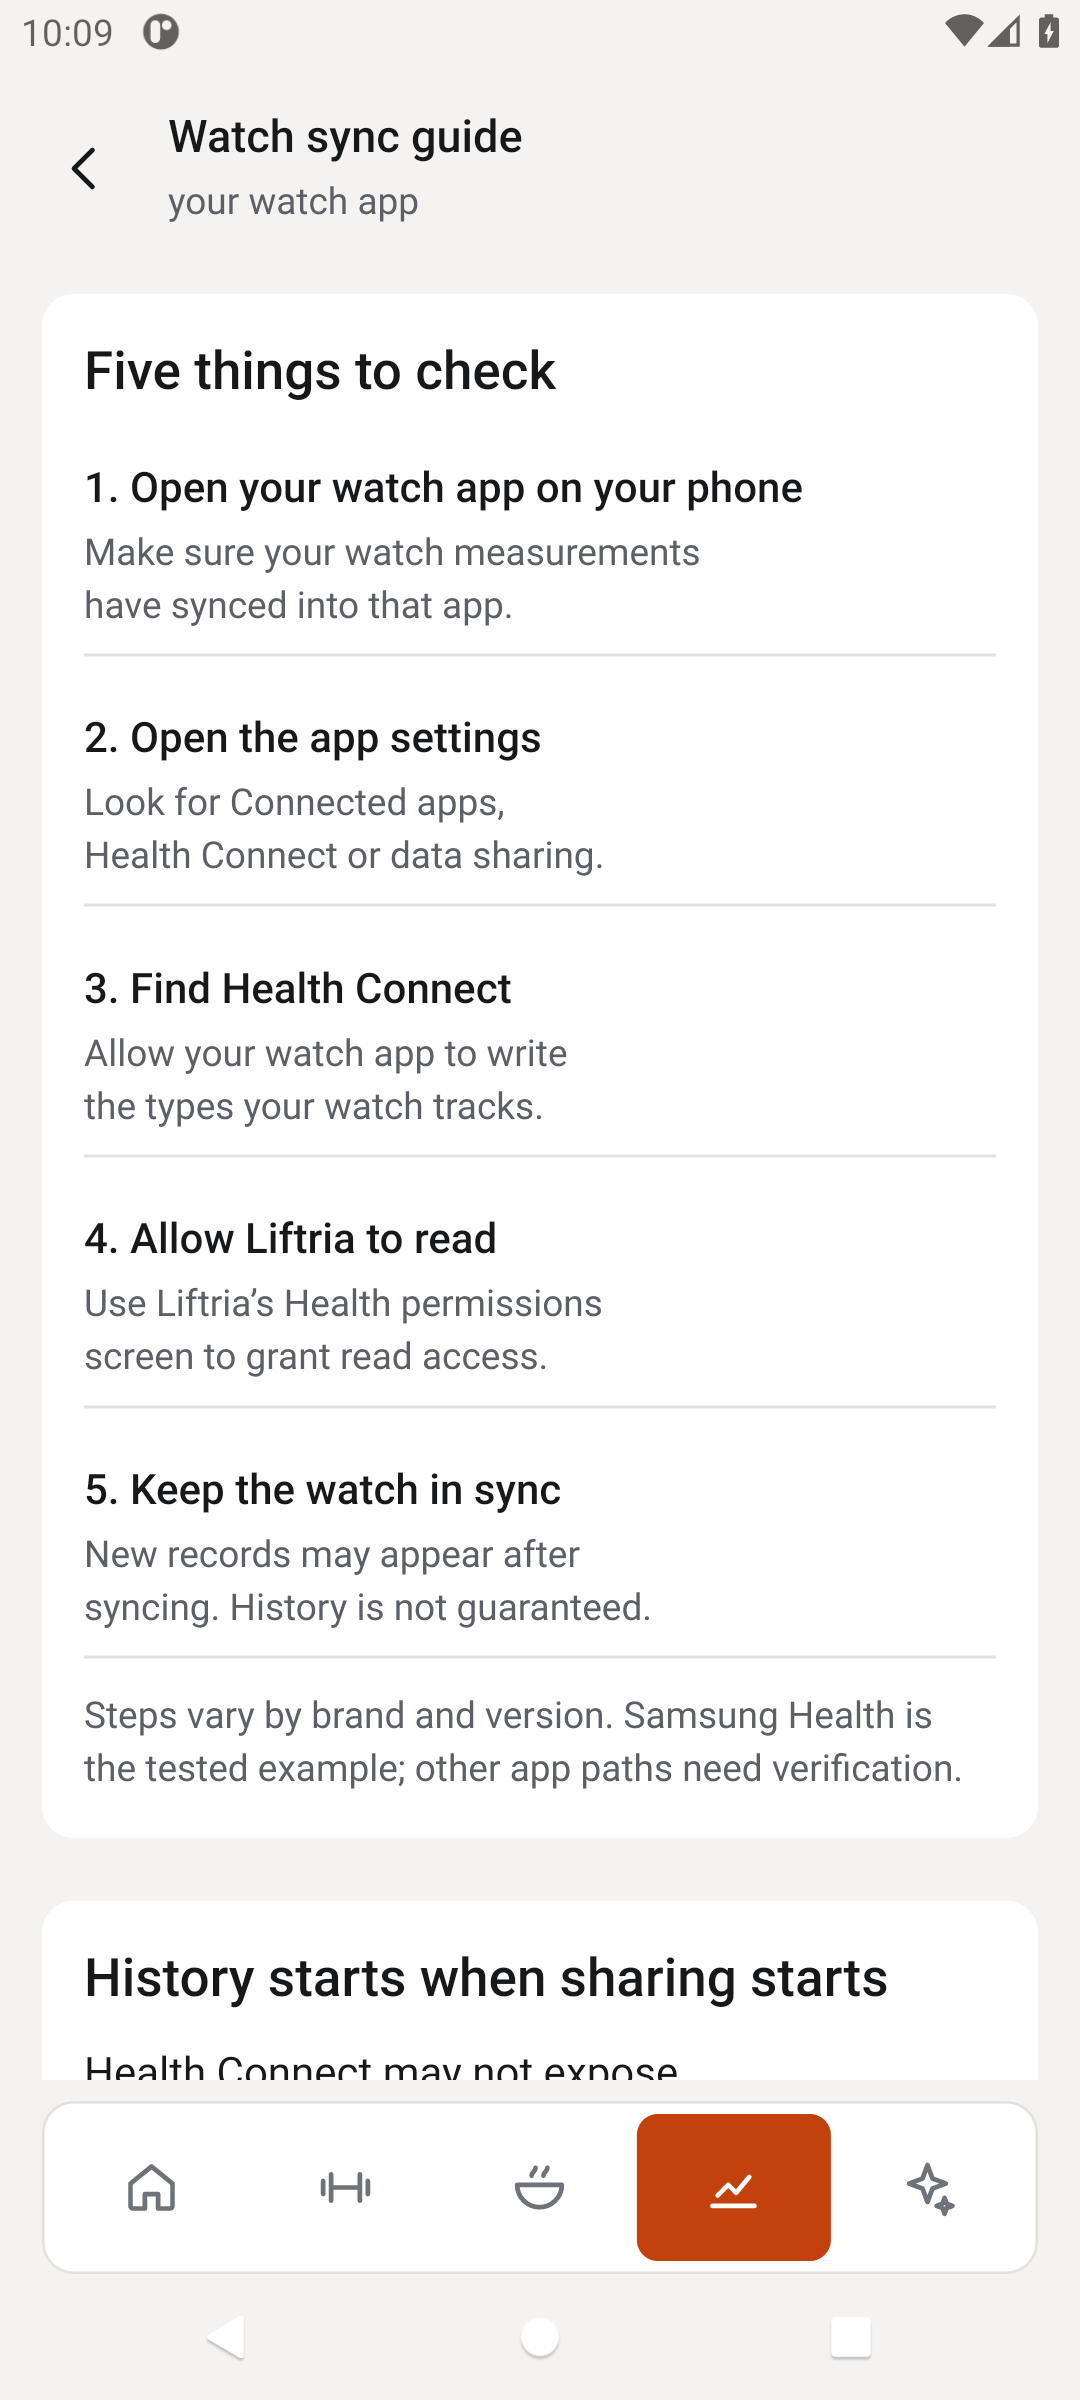 10:09
Watch sync guide
your watch app
Five things to check
1. Open your watch app on your phone
Make sure your watch measurements
have synced into that app.
2. Open the app settings
Look for Connected apps,
Health Connect or data sharing.
3. Find Health Connect
Allow your watch app to write
the types your watch tracks.
4. Allow Liftria to read
Use Liftria’s Health permissions
screen to grant read access.
5. Keep the watch in sync
New records may appear after
syncing. History is not guaranteed.
Steps vary by brand and version. Samsung Health is
the tested example; other app paths need verification.
History starts when sharing starts
Health Connect may not expose